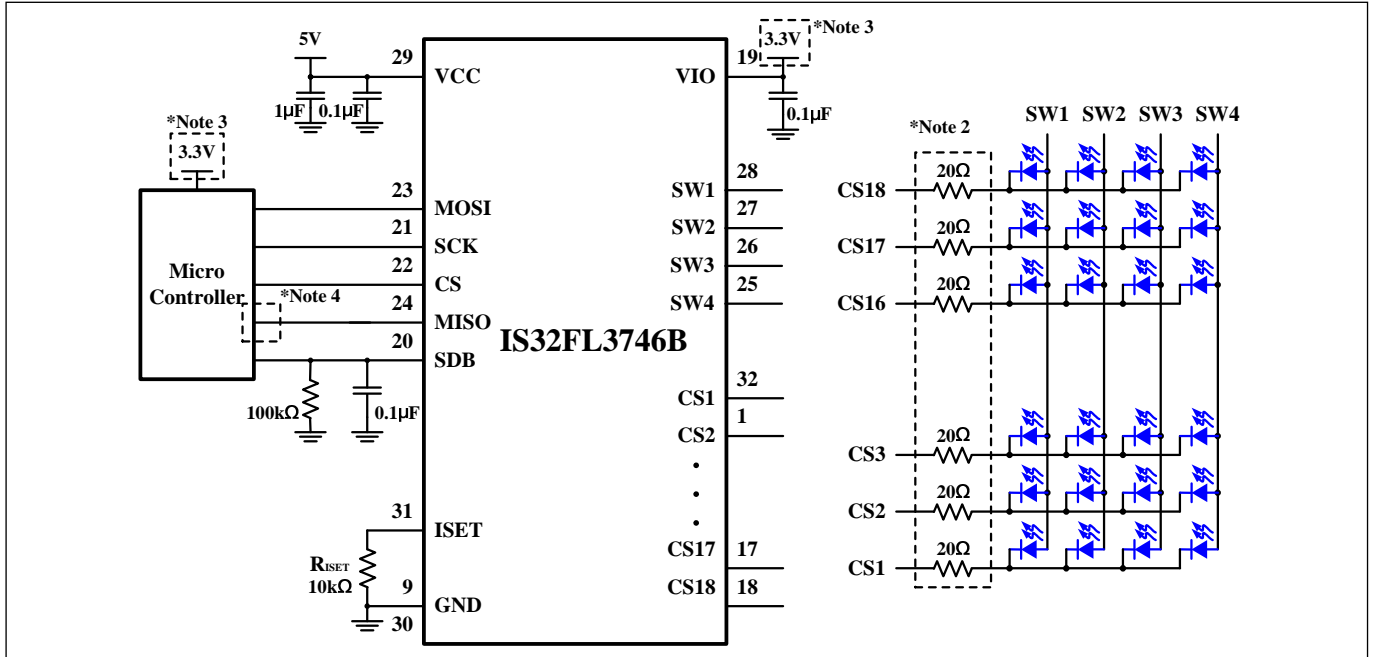 5V
29
VCC
1µF
0.1µF
*Note 3
3.3V
23
MOSI
21
SCK
22
CS
*Note 4
24
MISO
20
SDB
Micro
Controller
100kΩ
0.1µF
31
ISET
RISET
10kΩ
9
GND
30
IS32FL3746B
*Note 3
3.3V
19
VIO
0.1µF
28
SW1
27
SW2
26
SW3
25
SW4
32
CS1
1
CS2
CS17
17
CS18
18
*Note 2
SW1 SW2 SW3 SW4
CS18
20Ω
CS17
20Ω
CS16
20Ω
CS3
20Ω
CS2
20Ω
CS1
20Ω